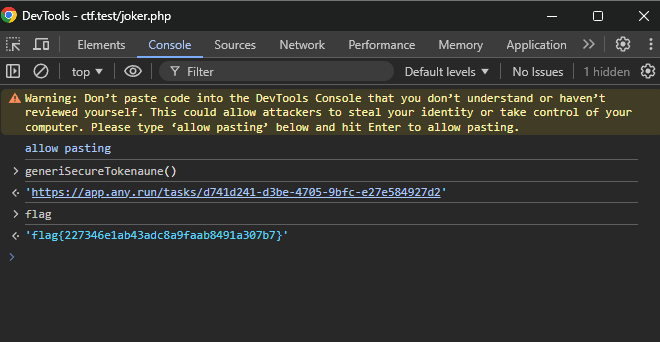 DevTools - ctf.test/joker.php
Elements Console Sources Network Performance Memory Application
top Filter Default levels No Issues 1 hidden
Warning: Don’t paste code into the DevTools Console that you don’t understand or haven’t
reviewed yourself. This could allow attackers to steal your identity or take control of your
computer. Please type ‘allow pasting’ below and hit Enter to allow pasting.
allow pasting
generiSecureTokenaune()
'https://app.any.run/tasks/d741d241-d3be-4705-9bfc-e27e584927d2'
flag
'flag{227346e1ab43adc8a9faab8491a307b7}'